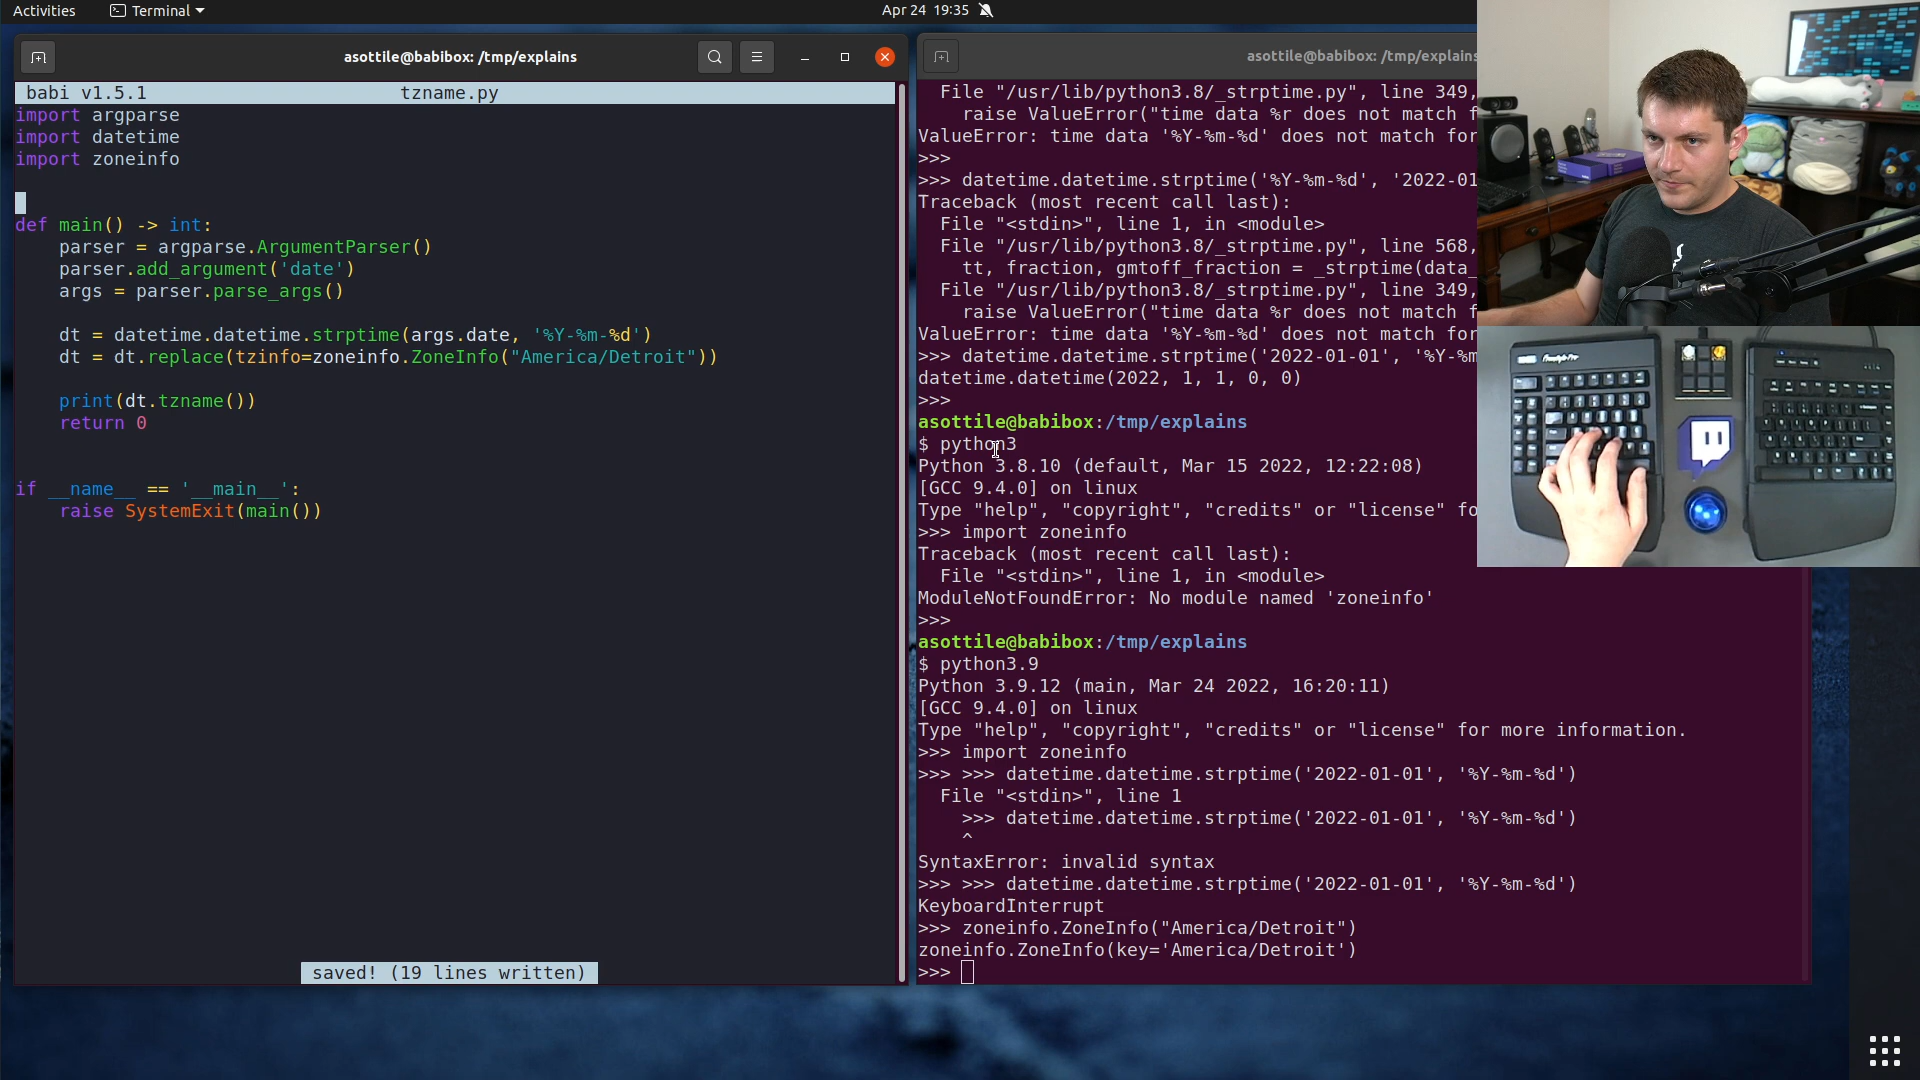 Activities
Terminal
Apr 24 19:35
asottile@babibox: /tmp/explains
babi v1.5.1 tzname.py
import argparse
import datetime
import zoneinfo
def main() -> int:
    parser = argparse.ArgumentParser()
    parser.add_argument('date')
    args = parser.parse_args()
    dt = datetime.datetime.strptime(args.date, '%Y-%m-%d')
    dt = dt.replace(tzinfo=zoneinfo.ZoneInfo("America/Detroit"))
    print(dt.tzname())
    return 0
if __name__ == '__main__':
    raise SystemExit(main())
saved! (19 lines written)
asottile@babibox: /tmp/explains
  File "/usr/lib/python3.8/_strptime.py", line 349,
    raise ValueError("time data %r does not match f
ValueError: time data '%Y-%m-%d' does not match for
>>>
>>> datetime.datetime.strptime('%Y-%m-%d', '2022-01
Traceback (most recent call last):
  File "<stdin>", line 1, in <module>
  File "/usr/lib/python3.8/_strptime.py", line 568,
    tt, fraction, gmtoff_fraction = _strptime(data_
  File "/usr/lib/python3.8/_strptime.py", line 349,
    raise ValueError("time data %r does not match f
ValueError: time data '%Y-%m-%d' does not match for
>>> datetime.datetime.strptime('2022-01-01', '%Y-%m
datetime.datetime(2022, 1, 1, 0, 0)
>>>
asottile@babibox:/tmp/explains
$ python3
Python 3.8.10 (default, Mar 15 2022, 12:22:08)
[GCC 9.4.0] on linux
Type "help", "copyright", "credits" or "license" fo
>>> import zoneinfo
Traceback (most recent call last):
  File "<stdin>", line 1, in <module>
ModuleNotFoundError: No module named 'zoneinfo'
>>>
asottile@babibox:/tmp/explains
$ python3.9
Python 3.9.12 (main, Mar 24 2022, 16:20:11)
[GCC 9.4.0] on linux
Type "help", "copyright", "credits" or "license" for more information.
>>> import zoneinfo
>>> >>> datetime.datetime.strptime('2022-01-01', '%Y-%m-%d')
  File "<stdin>", line 1
    >>> datetime.datetime.strptime('2022-01-01', '%Y-%m-%d')
    ^
SyntaxError: invalid syntax
>>> >>> datetime.datetime.strptime('2022-01-01', '%Y-%m-%d')
KeyboardInterrupt
>>> zoneinfo.ZoneInfo("America/Detroit")
zoneinfo.ZoneInfo(key='America/Detroit')
>>>